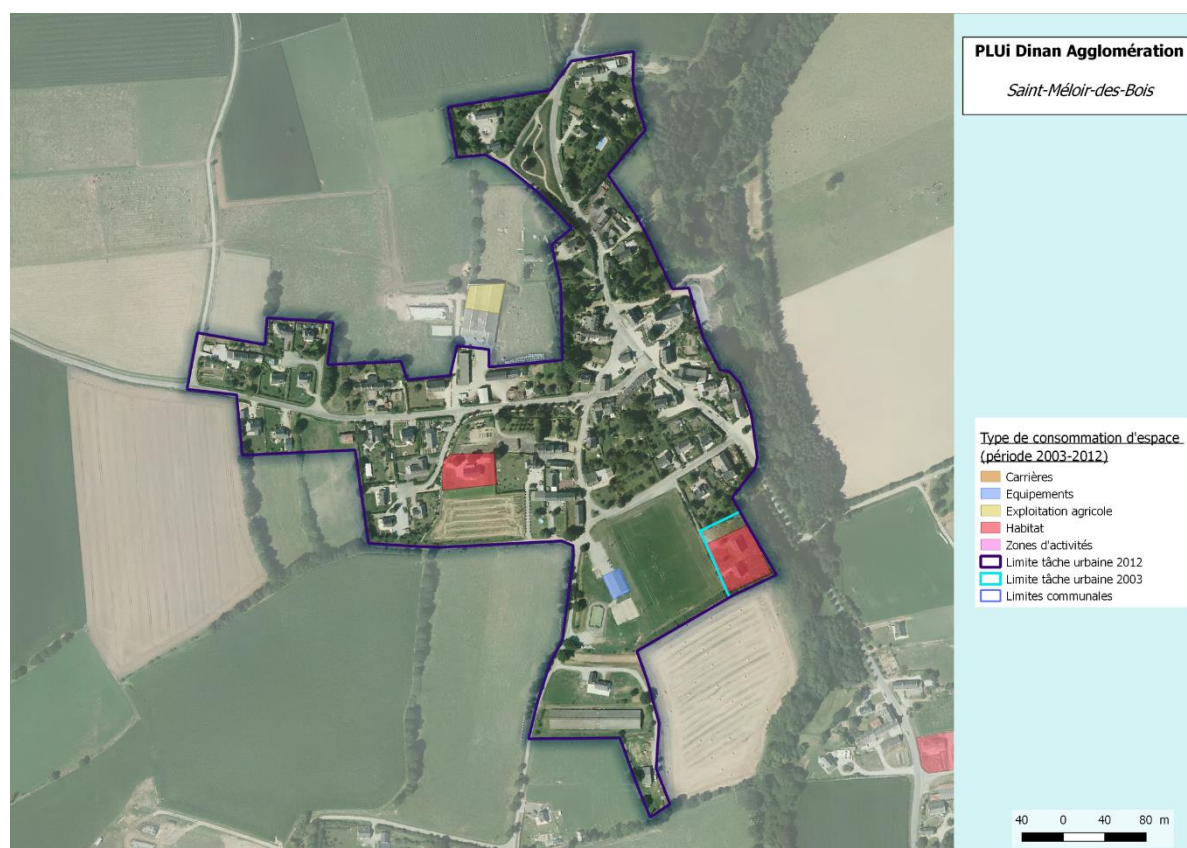 PLUi Dinan Agglomération
Saint-Méloir-des-Bois
Type de consommation d'espace
(période 2003-2012)
Carrières
Equipements
Exploitation agricole
Habitat
Zones d'activités
Limite tâche urbaine 2012
Limite tâche urbaine 2003
Limites communales
40 0 40 80 m